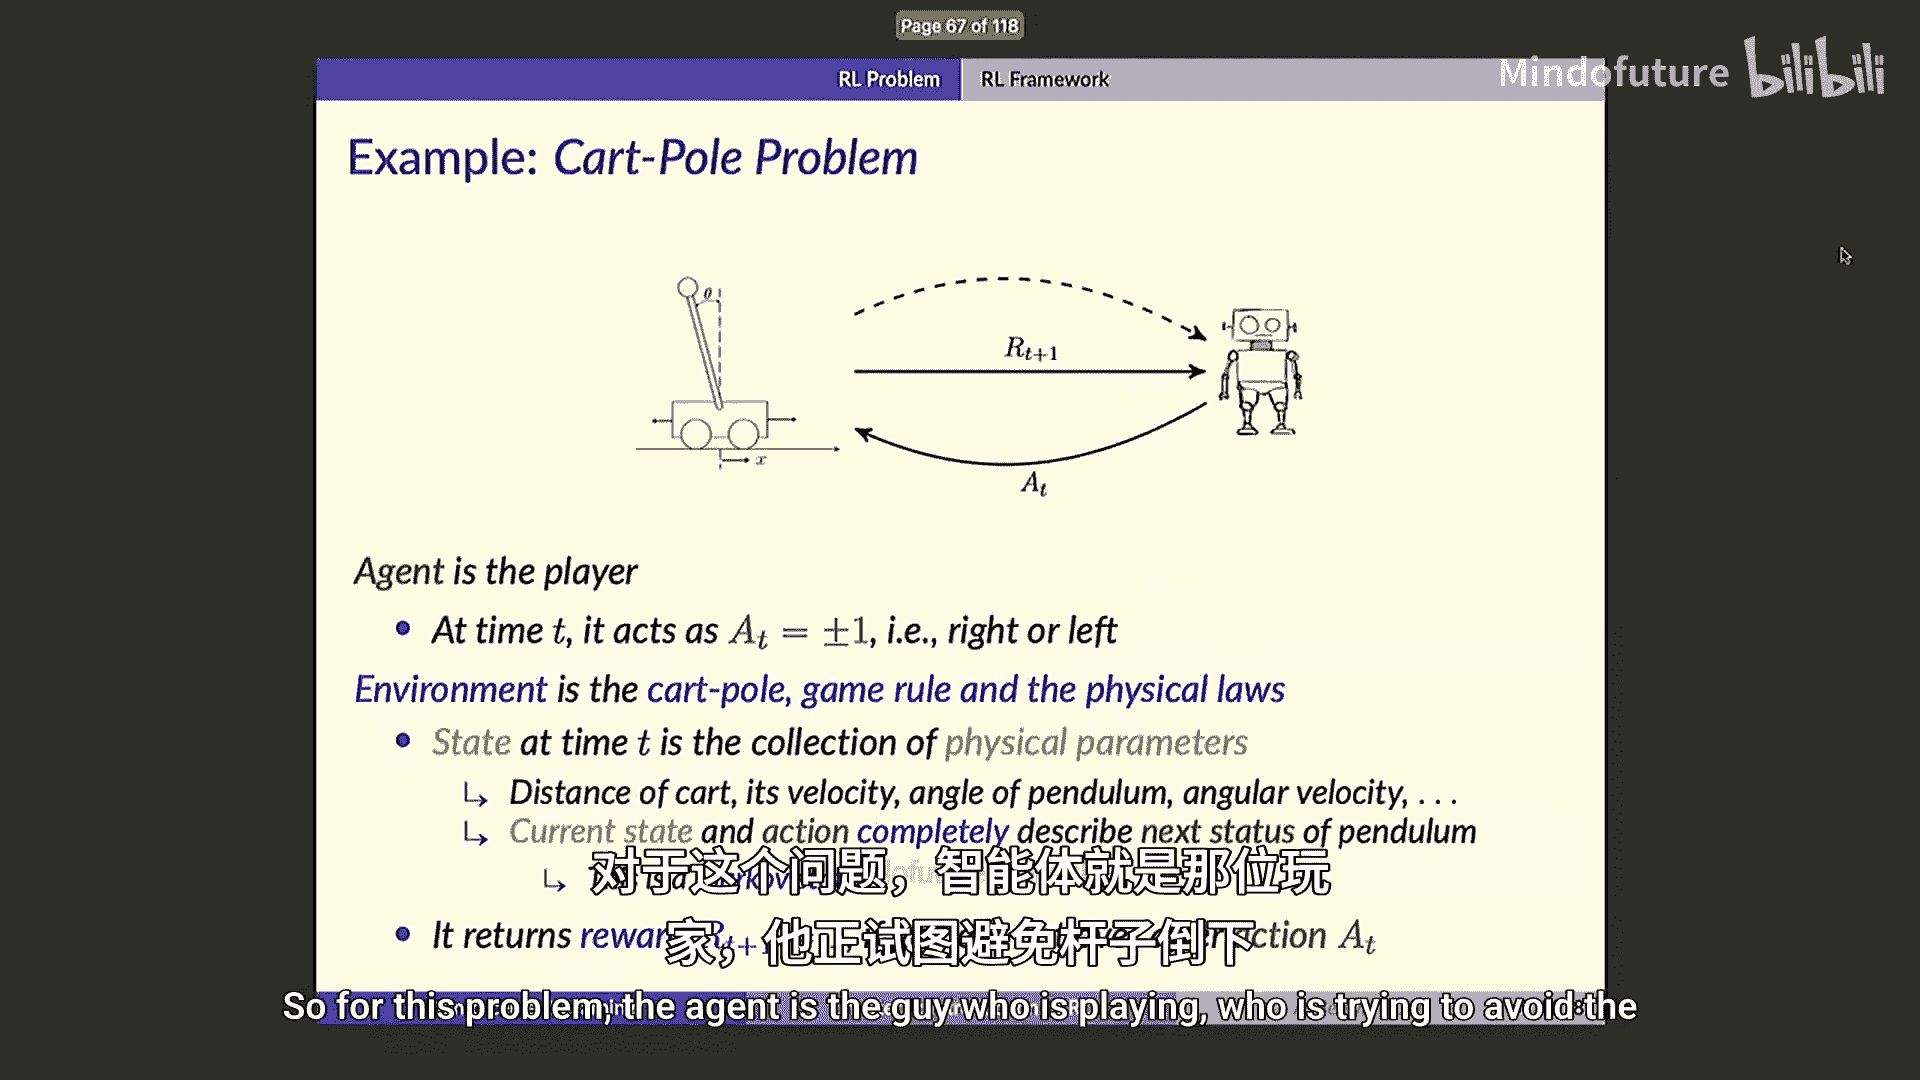 Page 67 of 118
Mindofuture bilibili
RL Problem RL Framework
Example: Cart-Pole Problem
θ
R_{t+1}
x
A_t
Agent is the player
• At time t, it acts as A_t = ±1, i.e., right or left
Environment is the cart-pole, game rule and the physical laws
• State at time t is the collection of physical parameters
↳ Distance of cart, its velocity, angle of pendulum, angular velocity, . . .
↳ Current state and action completely describe next status of pendulum
对于这个问题，智能体就是那位玩
家，他正试图避免杆子倒下
• It returns reward R_{t+1} action A_t
So for this problem, the agent is the guy who is playing, who is trying to avoid the